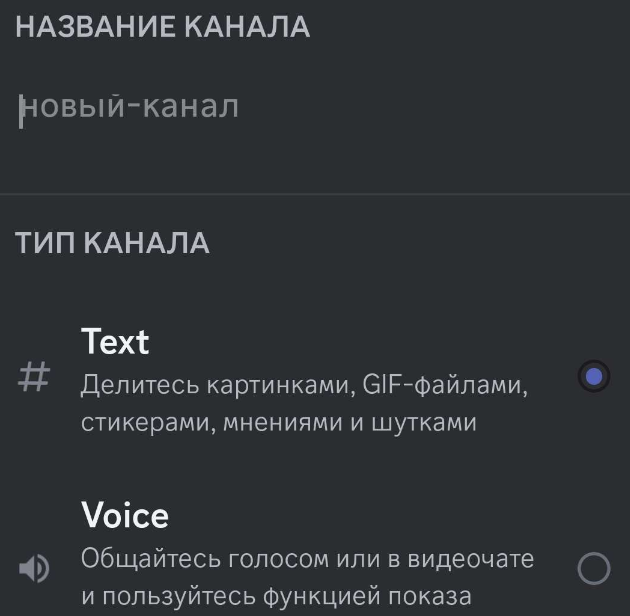 НАЗВАНИЕ КАНАЛА
новый-канал
ТИП КАНАЛА
Text
Делитесь картинками, GIF-файлами,
стикерами, мнениями и шутками
Voice
Общайтесь голосом или в видеочате
и пользуйтесь функцией показа